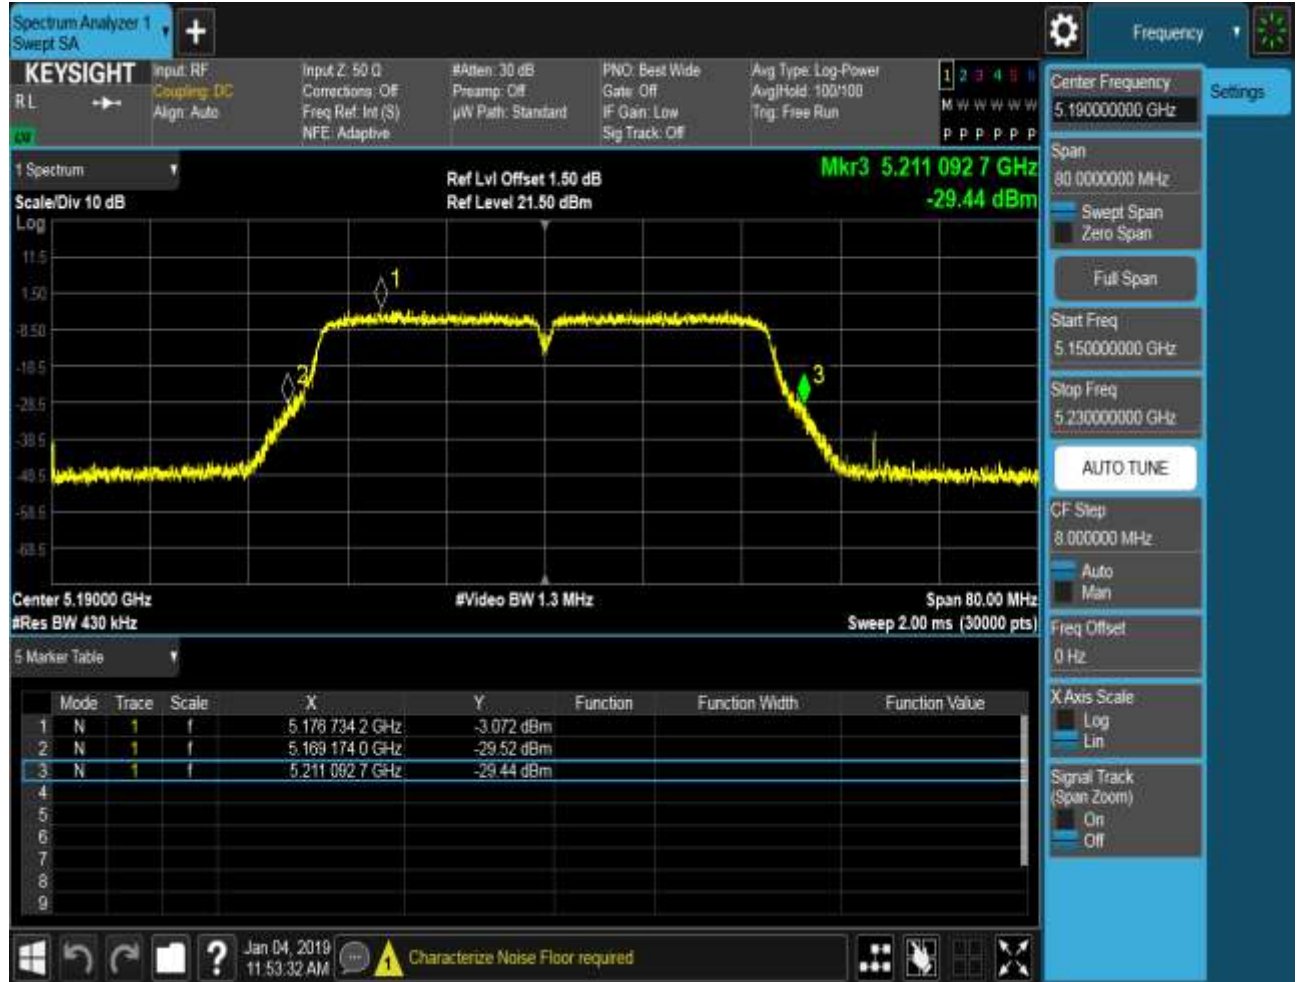 Spectrum Analyzer 1
Swept SA
+
Frequency
KEYSIGHT
RL
Input: RF
Coupling: DC
Align: Auto
Input Z: 50 Ω
Corrections: Off
Freq Ref: Int (S)
NFE: Adaptive
#Atten: 30 dB
Preamp: Off
µW Path: Standard
PNO: Best Wide
Gate: Off
IF Gain: Low
Sig Track: Off
Avg Type: Log-Power
Avg|Hold: 100/100
Trig: Free Run
1 2 3 4 5 6
M W W W W W
P P P P P P
1 Spectrum
Scale/Div 10 dB
Ref Lvl Offset 1.50 dB
Ref Level 21.50 dBm
Mkr3 5.211 092 7 GHz
-29.44 dBm
Log
11.5
1.50
-8.50
-18.5
-28.5
-38.5
-48.5
-58.5
-68.5
1
2
3
Center 5.19000 GHz
#Res BW 430 kHz
#Video BW 1.3 MHz
Span 80.00 MHz
Sweep 2.00 ms (30000 pts)
5 Marker Table
Mode Trace Scale X Y Function Function Width Function Value
1 N 1 f 5.176 734 2 GHz -3.072 dBm
2 N 1 f 5.169 174 0 GHz -29.52 dBm
3 N 1 f 5.211 092 7 GHz -29.44 dBm
4
5
6
7
8
9
Center Frequency
5.190000000 GHz
Settings
Span
80.0000000 MHz
Swept Span
Zero Span
Full Span
Start Freq
5.150000000 GHz
Stop Freq
5.230000000 GHz
AUTO TUNE
CF Step
8.000000 MHz
Auto
Man
Freq Offset
0 Hz
X Axis Scale
Log
Lin
Signal Track
(Span Zoom)
On
Off
?
Jan 04, 2019
11:53:32 AM
1
Characterize Noise Floor required